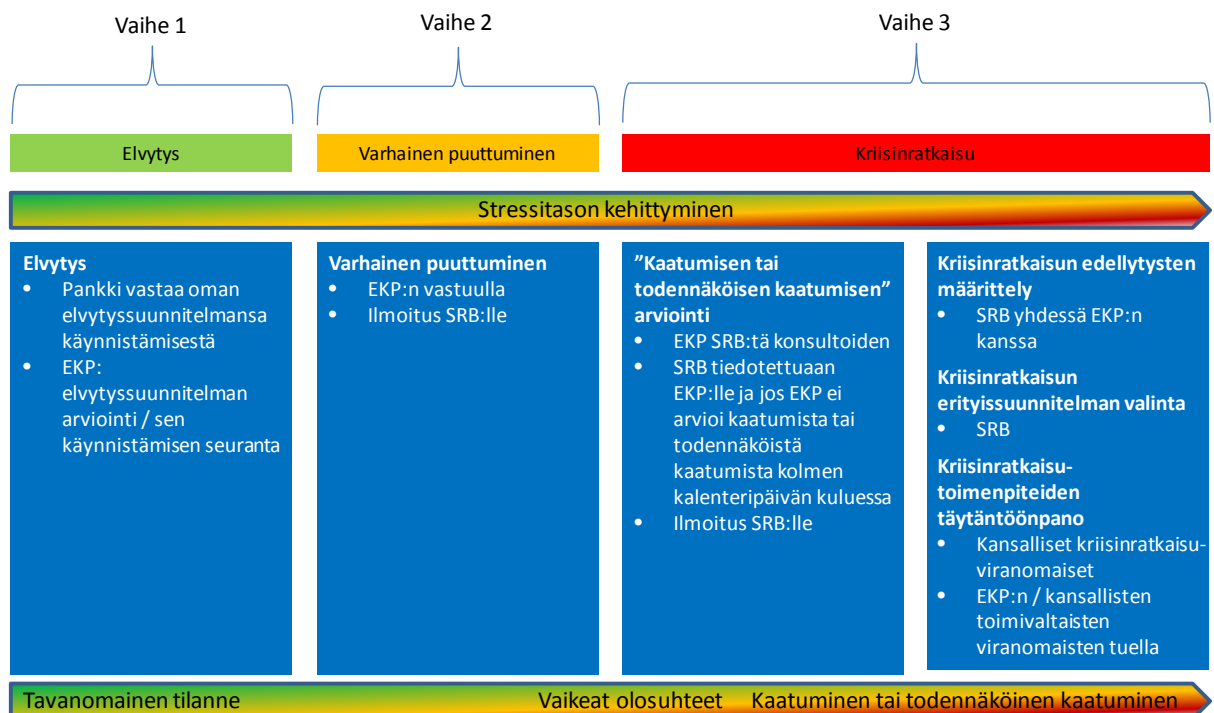 Vaihe 1
Vaihe 2
Vaihe 3
Elvytys
Varhainen puuttuminen
Kriisinratkaisu
Stressitason kehittyminen
Elvytys
• Pankki vastaa oman
elvytyssuunnitelmansa
käynnistämisestä
• EKP:
elvytyssuunnitelman
arviointi / sen
käynnistämisen seuranta
Varhainen puuttuminen
• EKP:n vastuulla
• Ilmoitus SRB:lle
”Kaatumisen tai
todennäköisen kaatumisen”
arviointi
• EKP SRB:tä konsultoiden
• SRB tiedotettuaan
EKP:lle ja jos EKP ei
arvioi kaatumista tai
todennäköistä
kaatumista kolmen
kalenteripäivän kuluessa
• Ilmoitus SRB:lle
Kriisinratkaisun edellytysten
määrittely
• SRB yhdessä EKP:n
kanssa
Kriisinratkaisun
erityissuunnitelman valinta
• SRB
Kriisinratkaisu-
toimenpiteiden
täytäntöönpano
• Kansalliset kriisinratkaisu-
viranomaiset
• EKP:n / kansallisten
toimivaltaisten
viranomaisten tuella
Tavanomainen tilanne
Vaikeat olosuhteet
Kaatuminen tai todennäköinen kaatuminen